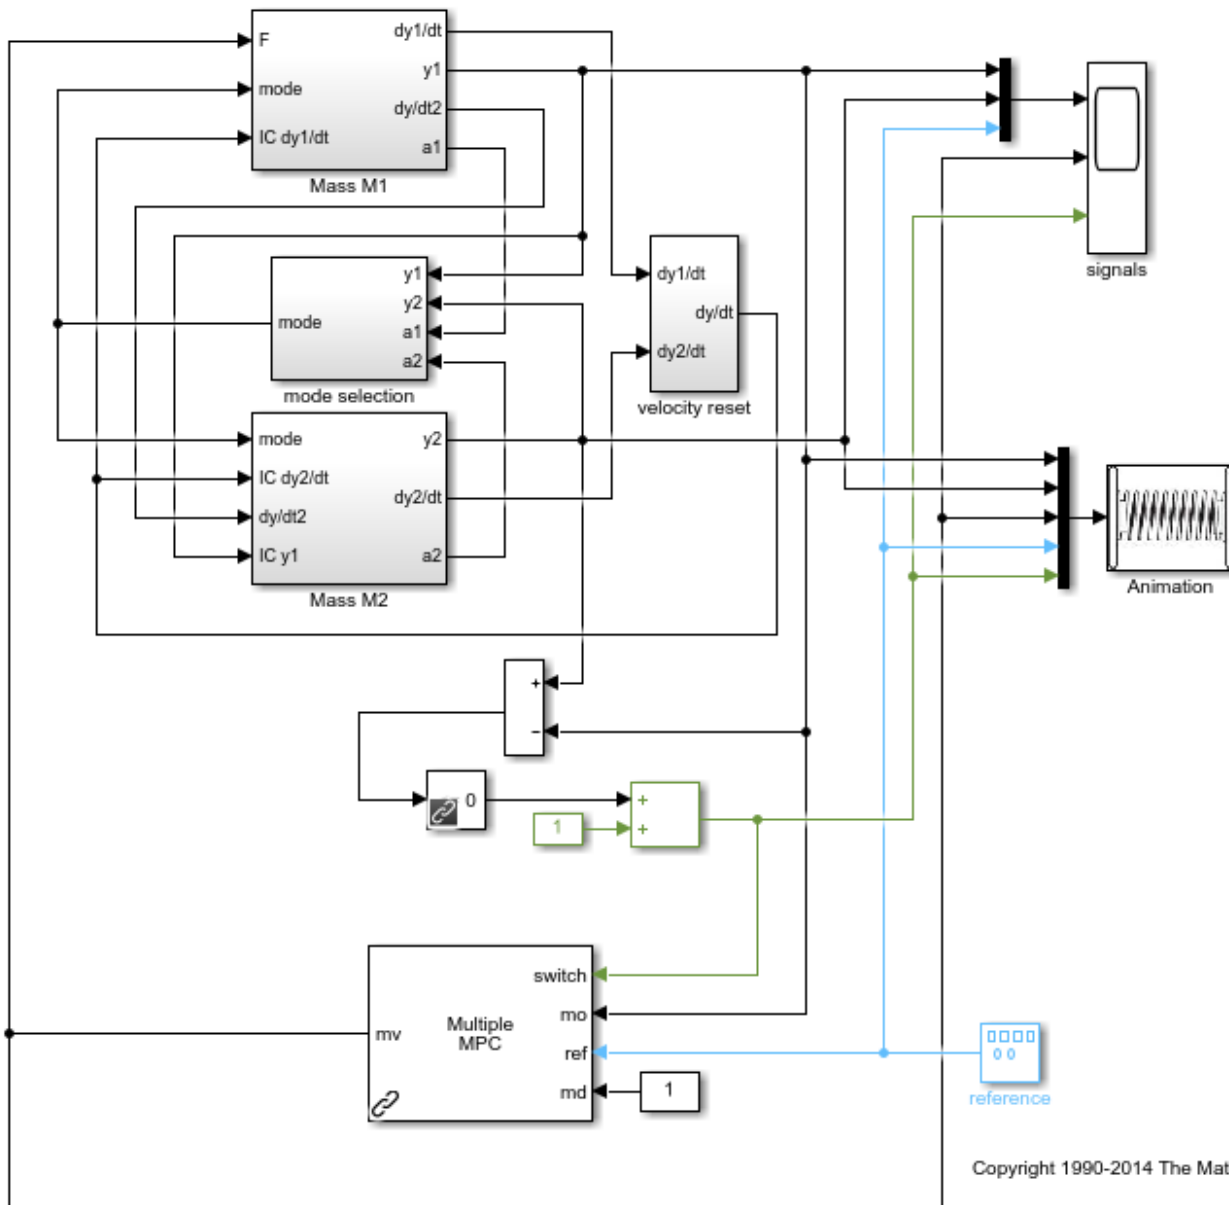 F
mode
IC dy1/dt
dy1/dt
y1
dy/dt2
a1
Mass M1
mode
y1
y2
a1
a2
mode selection
dy1/dt
dy2/dt
dy/dt
velocity reset
signals
mode
IC dy2/dt
dy/dt2
IC y1
y2
dy2/dt
a2
Mass M2
Animation
+
−
0
1
+
+
mv
Multiple
MPC
switch
mo
ref
md
1
reference
Copyright 1990-2014 The